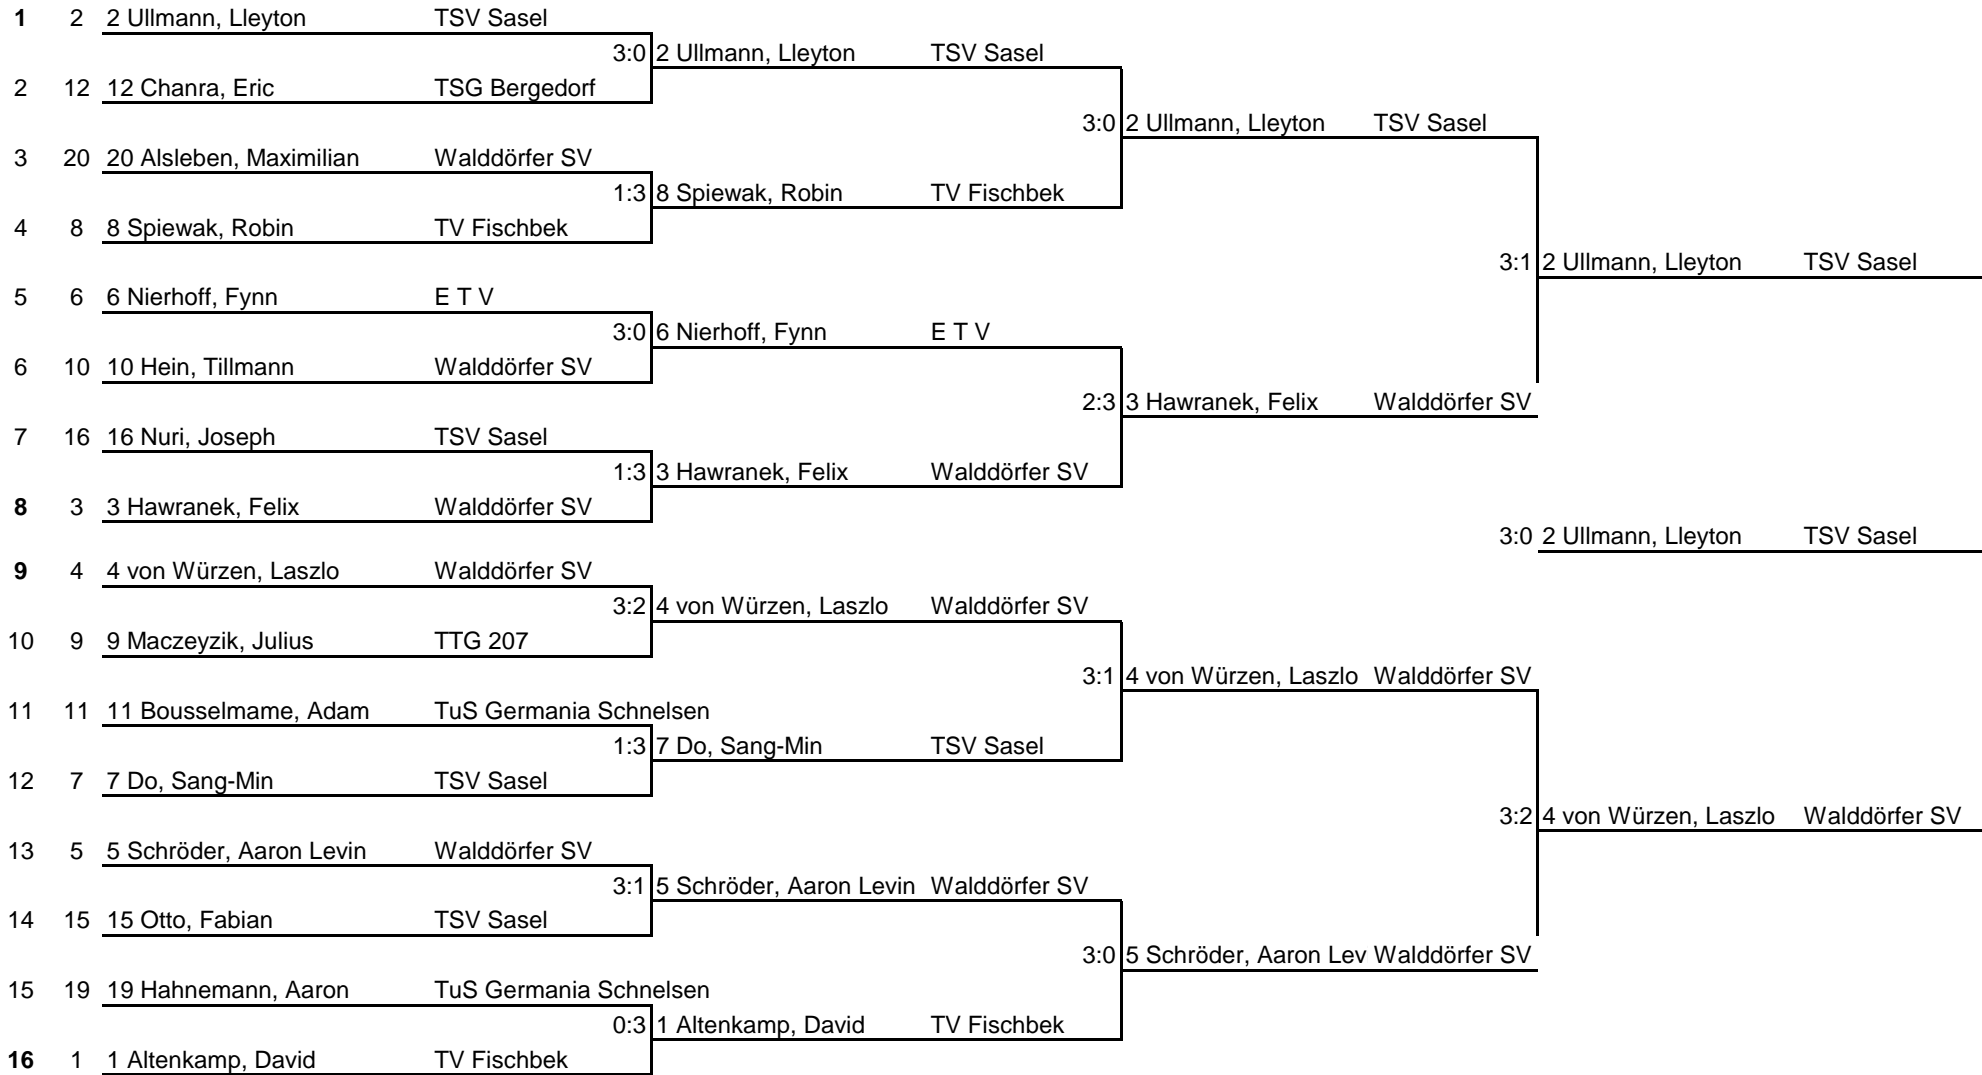 1 2 2 Ullmann, Lleyton TSV Sasel
3:0 2 Ullmann, Lleyton TSV Sasel
2 12 12 Chanra, Eric TSG Bergedorf
3:0 2 Ullmann, Lleyton TSV Sasel
3 20 20 Alsleben, Maximilian Walddörfer SV
1:3 8 Spiewak, Robin TV Fischbek
4 8 8 Spiewak, Robin TV Fischbek
3:1 2 Ullmann, Lleyton TSV Sasel
5 6 6 Nierhoff, Fynn E T V
3:0 6 Nierhoff, Fynn E T V
6 10 10 Hein, Tillmann Walddörfer SV
2:3 3 Hawranek, Felix Walddörfer SV
7 16 16 Nuri, Joseph TSV Sasel
1:3 3 Hawranek, Felix Walddörfer SV
8 3 3 Hawranek, Felix Walddörfer SV
3:0 2 Ullmann, Lleyton TSV Sasel
9 4 4 von Würzen, Laszlo Walddörfer SV
3:2 4 von Würzen, Laszlo Walddörfer SV
10 9 9 Maczeyzik, Julius TTG 207
3:1 4 von Würzen, Laszlo Walddörfer SV
11 11 11 Bousselmame, Adam TuS Germania Schnelsen
1:3 7 Do, Sang-Min TSV Sasel
12 7 7 Do, Sang-Min TSV Sasel
3:2 4 von Würzen, Laszlo Walddörfer SV
13 5 5 Schröder, Aaron Levin Walddörfer SV
3:1 5 Schröder, Aaron Levin Walddörfer SV
14 15 15 Otto, Fabian TSV Sasel
3:0 5 Schröder, Aaron Lev Walddörfer SV
15 19 19 Hahnemann, Aaron TuS Germania Schnelsen
0:3 1 Altenkamp, David TV Fischbek
16 1 1 Altenkamp, David TV Fischbek